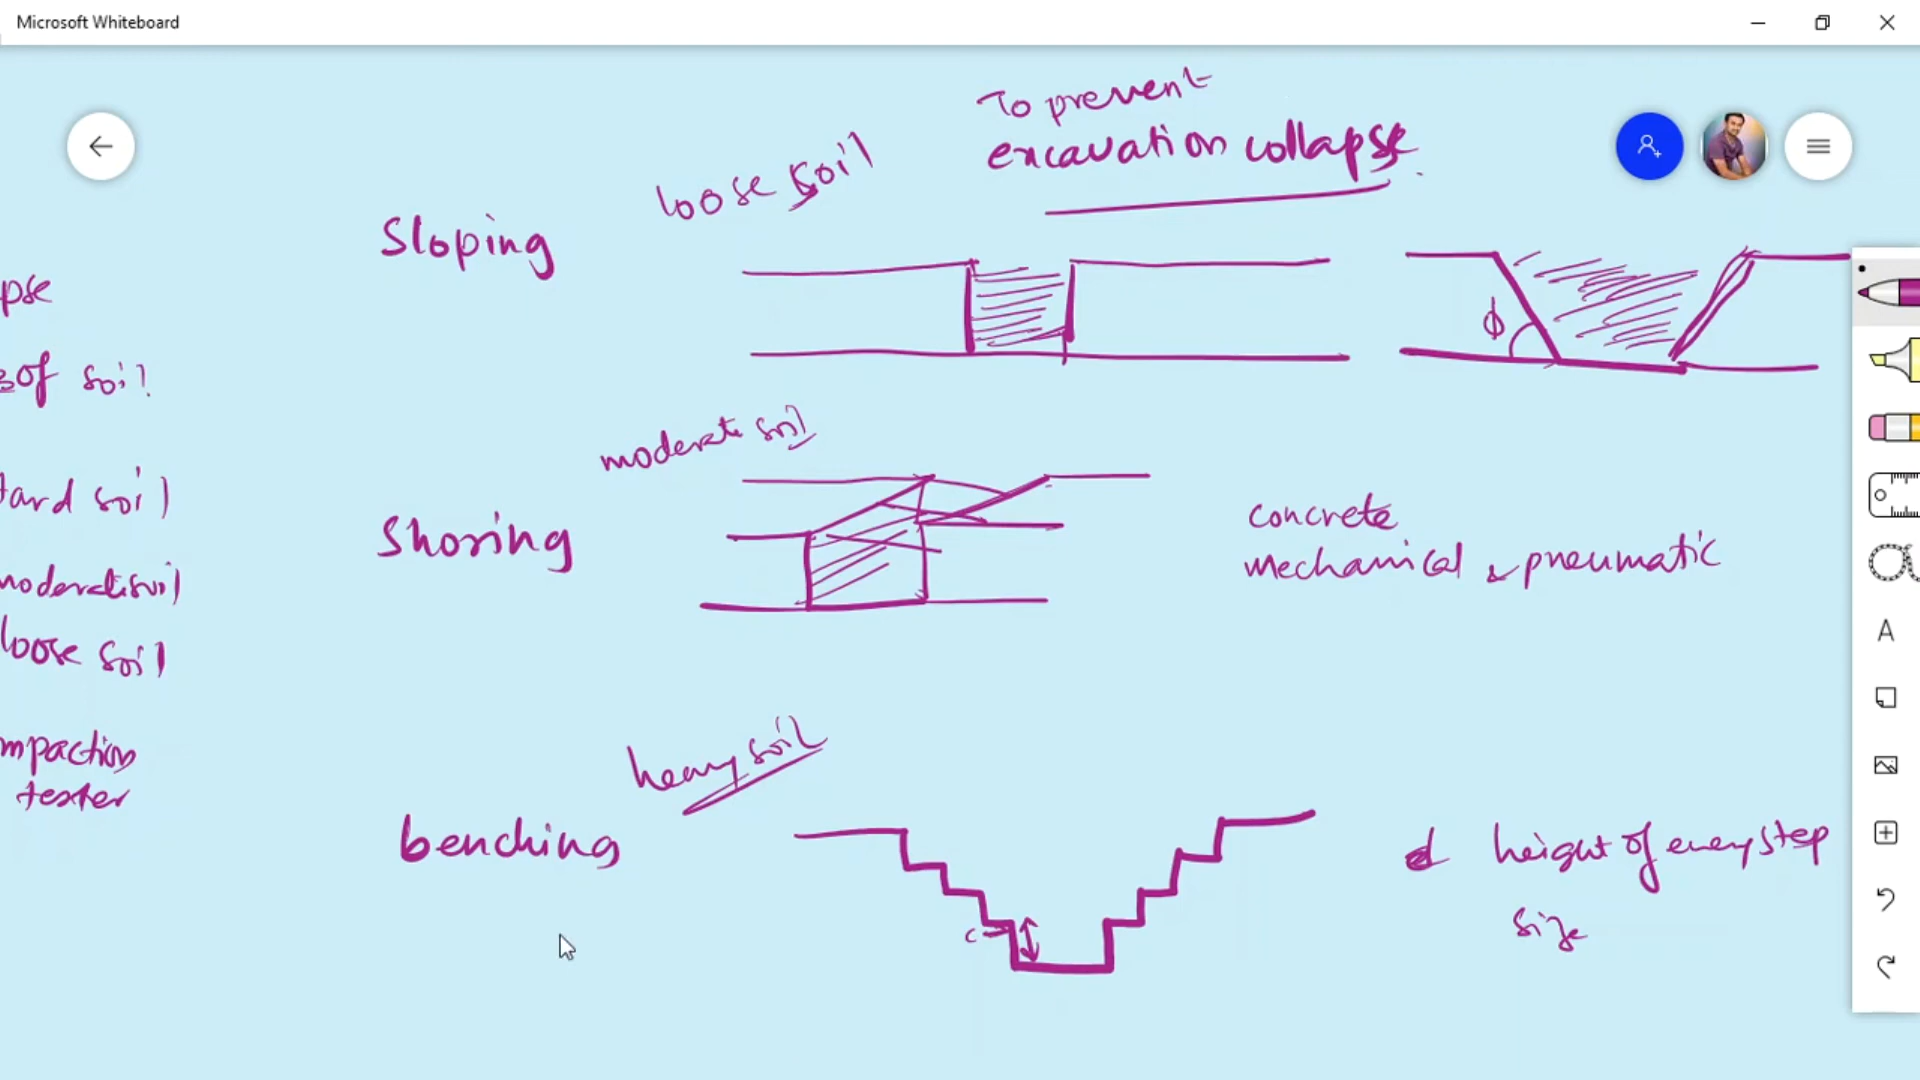 Microsoft Whiteboard
To prevent
excavation collapse
loose soil
Sloping
pse
of soil
ϕ
moderate soil
ard soil
Shoring
concrete
mechanical & pneumatic
moderate soil
loose soil
heavy soil
mpaction
tester
benching
d height of every step
size
A